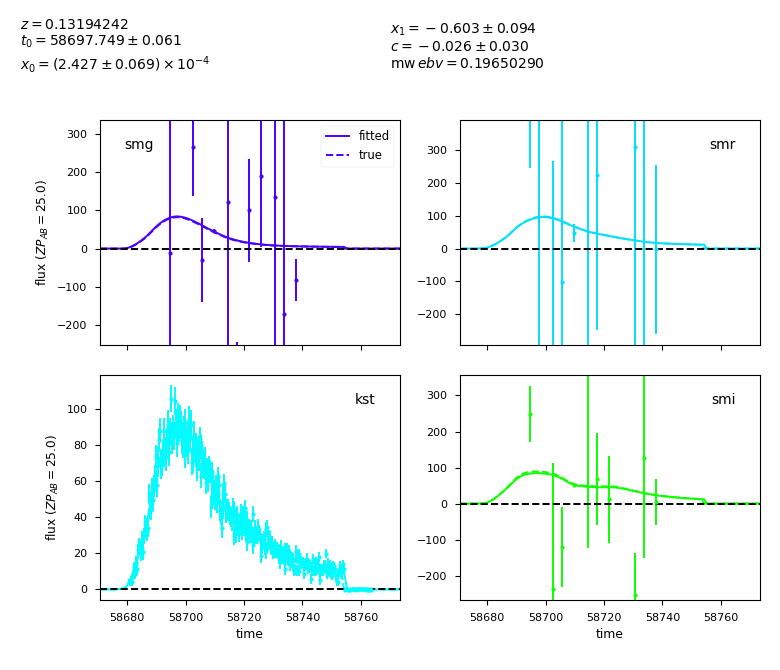 z = 0.13194242
t₀ = 58697.749 ± 0.061
x₀ = (2.427 ± 0.069) × 10⁻⁴
x₁ = −0.603 ± 0.094
c = −0.026 ± 0.030
mw ebv = 0.19650290
smg
fitted
true
300
200
100
0
−100
−200
flux (ZP_AB = 25.0)
smr
300
200
100
0
−100
−200
kst
100
80
60
40
20
0
flux (ZP_AB = 25.0)
58680 58700 58720 58740 58760
time
smi
300
200
100
0
−100
−200
58680 58700 58720 58740 58760
time